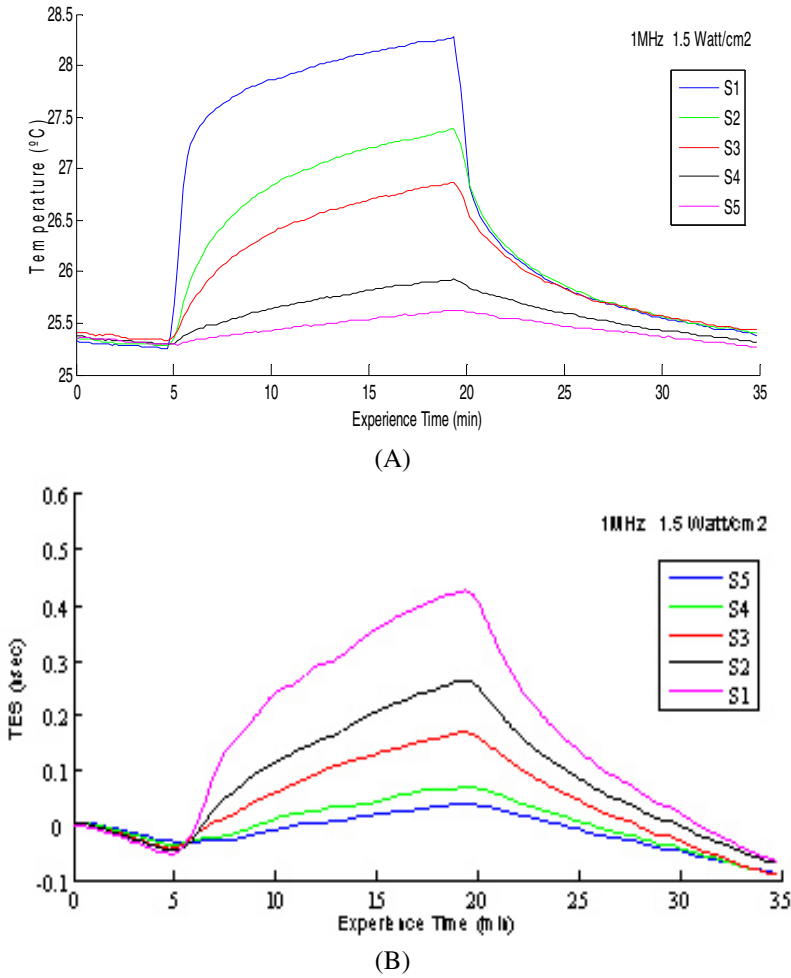 28.5
28
27.5
27
26.5
26
25.5
25
0 5 10 15 20 25 30 35
Temperature (ºC)
Experience Time (min)
1MHz 1.5 Watt/cm2
S1
S2
S3
S4
S5
(A)
0.6
0.5
0.4
0.3
0.2
0.1
0
-0.1
0 5 10 15 20 25 30 35
TES (nsec)
Experience Time (min)
1MHz 1.5 Watt/cm2
S5
S4
S3
S2
S1
(B)